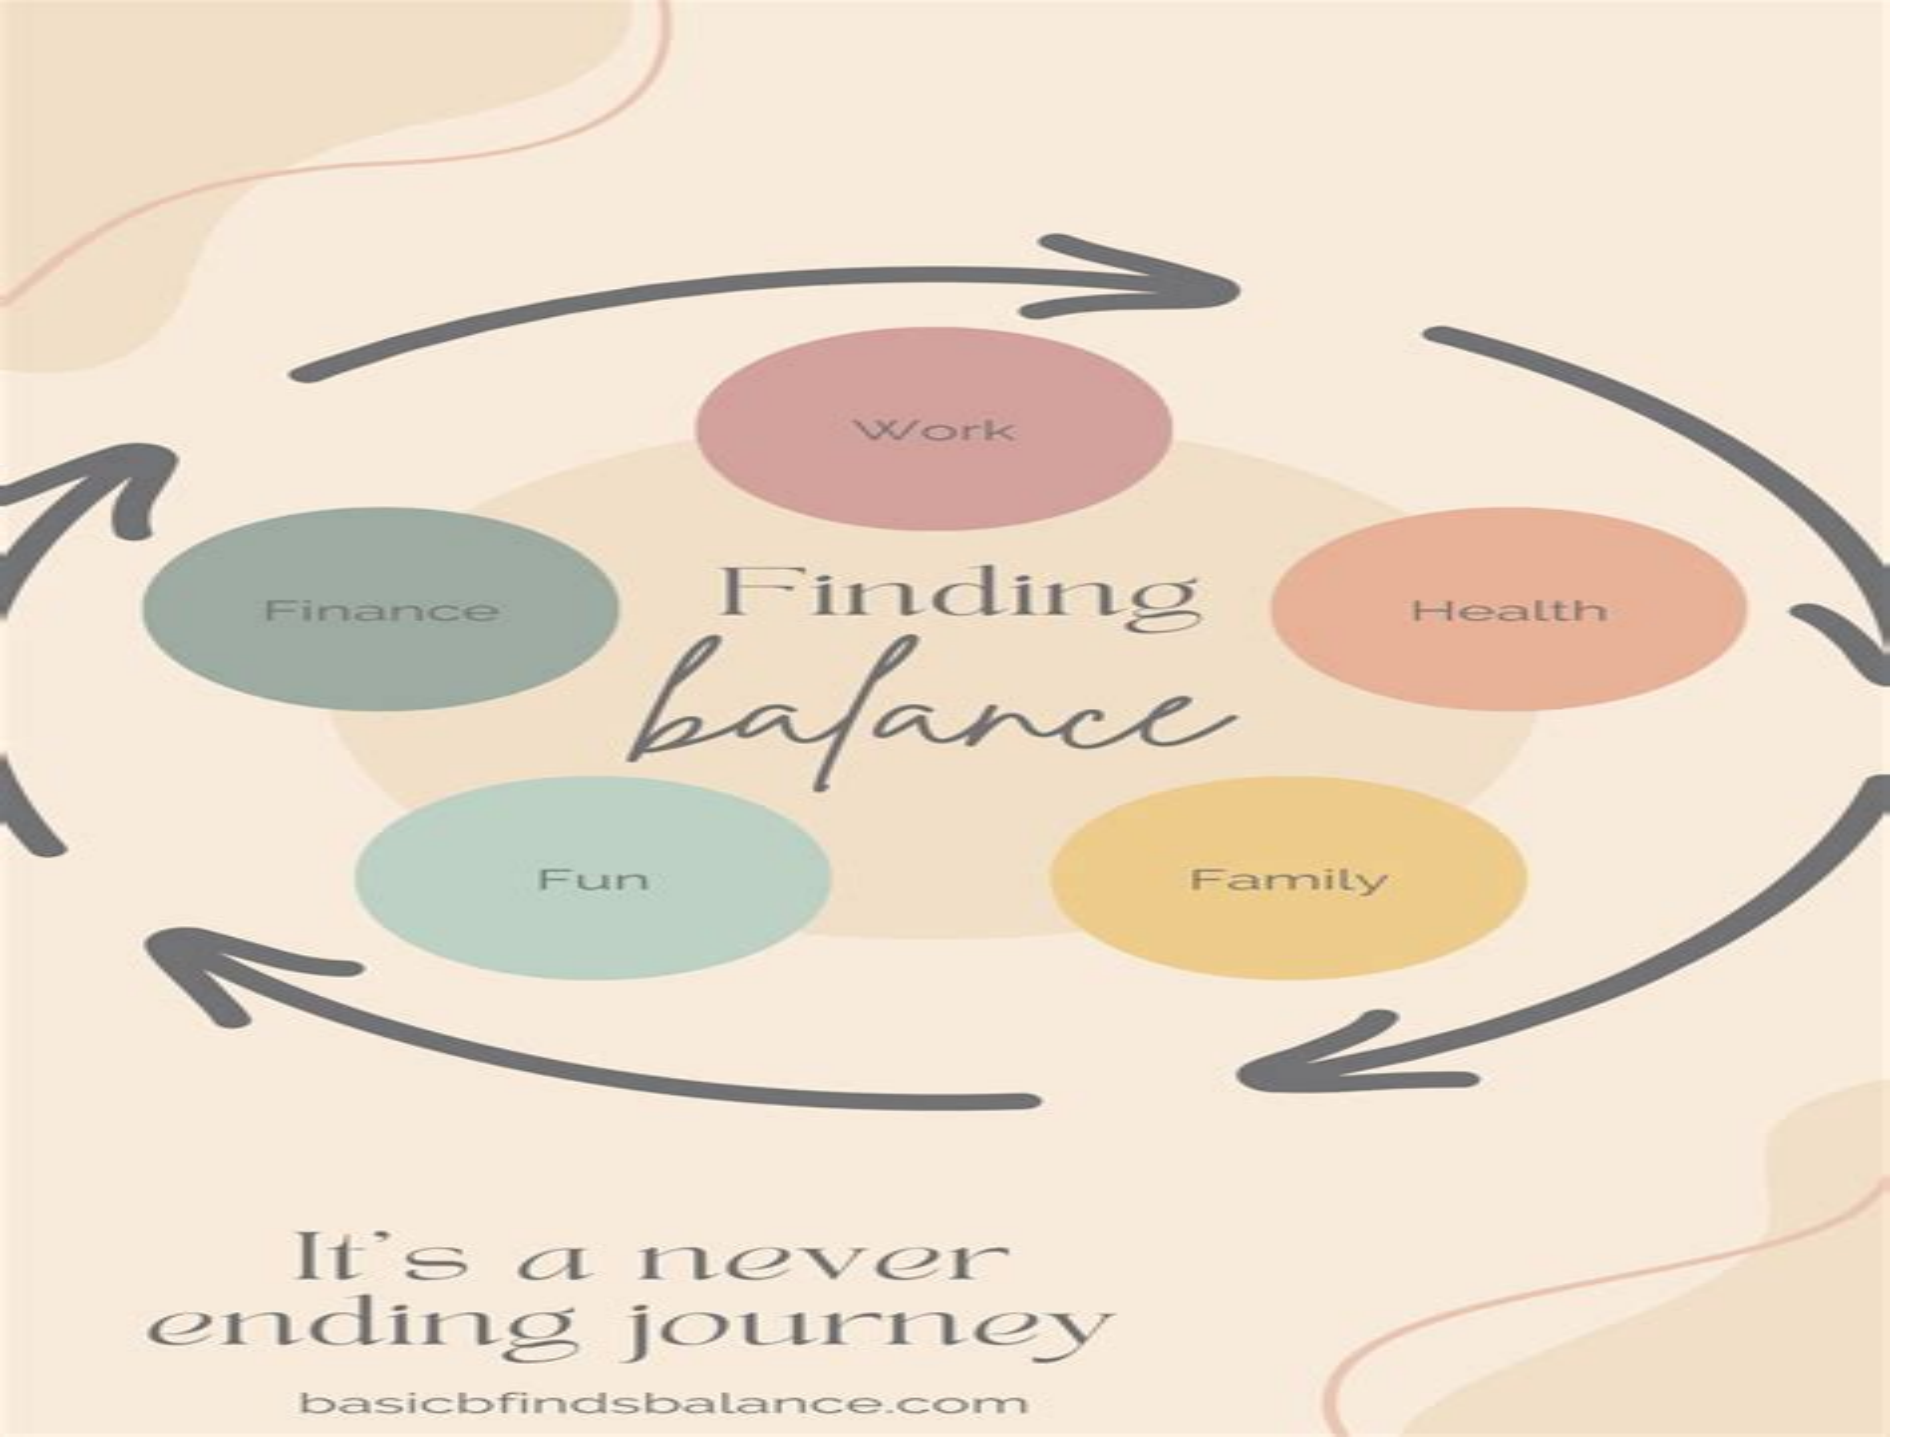 Work
Finance
Health
Finding
balance
Fun
Family
It's a never
ending journey
basicbfindsbalance.com